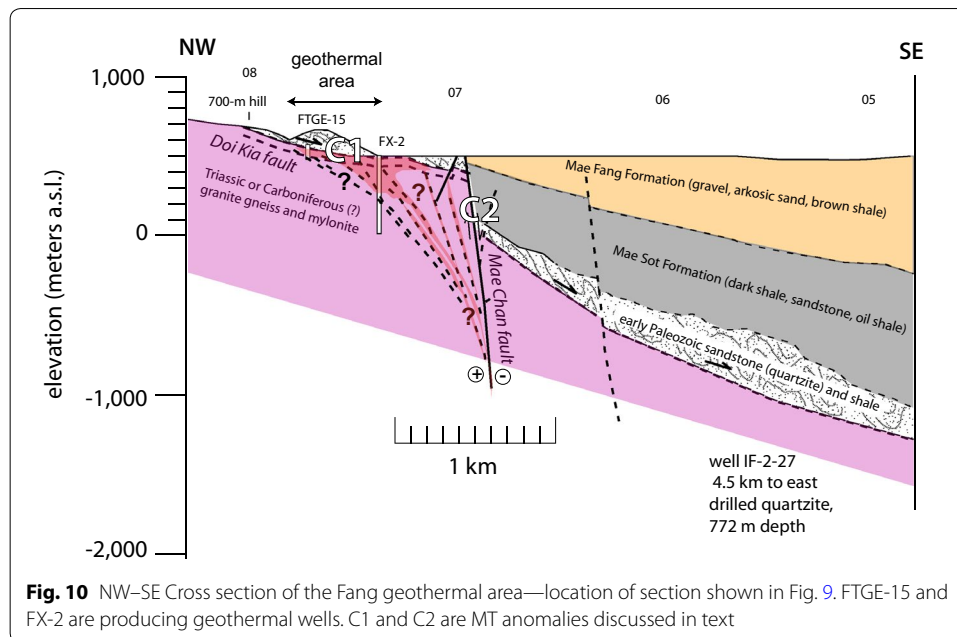 NW
SE
geothermal
area
1,000
08
07
06
05
700-m hill
FTGE-15
FX-2
C1
Doi Kia fault
?
?
Triassic or Carboniferous (?)
granite gneiss and mylonite
C2
Mae Fang Formation (gravel, arkosic sand, brown shale)
0
elevation (meters a.s.l.)
Mae Chan fault
Mae Sot Formation (dark shale, sandstone, oil shale)
?
early Paleozoic sandstone (quartzite) and shale
+ -
-1,000
1 km
well IF-2-27
4.5 km to east
drilled quartzite,
772 m depth
-2,000
Fig. 10 NW–SE Cross section of the Fang geothermal area—location of section shown in Fig. 9. FTGE-15 and
FX-2 are producing geothermal wells. C1 and C2 are MT anomalies discussed in text